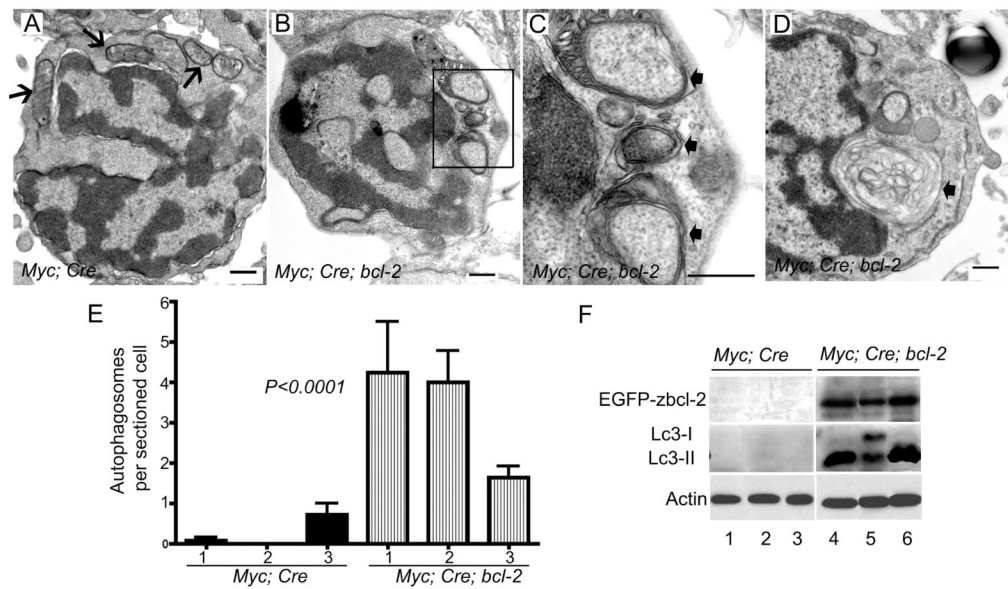 A
B
C
D
Myc; Cre
Myc; Cre; bcl-2
Myc; Cre; bcl-2
Myc; Cre; bcl-2
E
Autophagosomes
per sectioned cell
6
5
4
3
2
1
0
P<0.0001
1 2 3 1 2 3
Myc; Cre Myc; Cre; bcl-2
F
Myc; Cre Myc; Cre; bcl-2
EGFP-zbcl-2
Lc3-I
Lc3-II
Actin
1 2 3 4 5 6